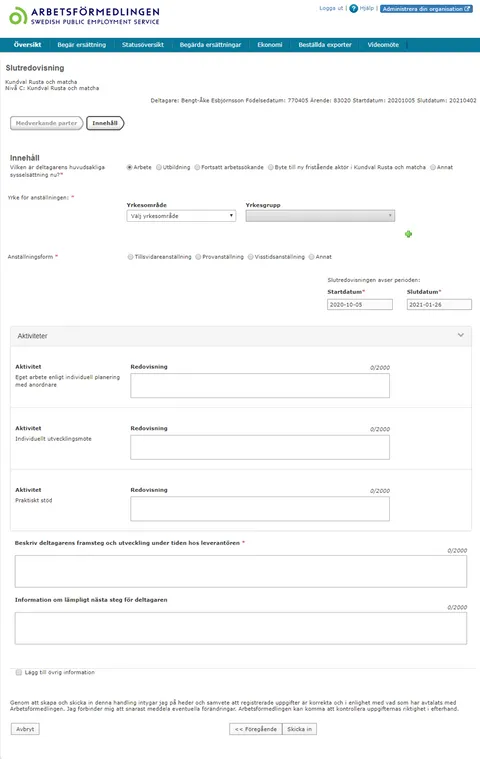 ARBETSFÖRMEDLINGEN
SWEDISH PUBLIC EMPLOYMENT SERVICE
Logga ut | ? Hjälp | Administrera din organisation
Översikt Begär ersättning Statusöversikt Begärda ersättningar Ekonomi Beställda exporter Videomöte
Slutredovisning
Kundval Rusta och matcha
Nivå C: Kundval Rusta och matcha
Deltagare: Bengt-Åke Esbjörnsson Födelsedatum: 770405 Ärende: 83020 Startdatum: 20201005 Slutdatum: 20210402
Medverkande parter Innehåll
Innehåll
Vilken är deltagarens huvudsakliga sysselsättning nu?* Arbete Utbildning Fortsatt arbetssökande Byte till ny fristående aktör i Kundval Rusta och matcha Annat
Yrke för anställningen: *
Yrkesområde Yrkesgrupp
Välj yrkesområde
Anställningsform * Tillsvidareanställning Provanställning Visstidsanställning Annat
Slutredovisningen avser perioden:
Startdatum* Slutdatum*
2020-10-05 2021-01-26
Aktiviteter
Aktivitet Redovisning 0/2000
Eget arbete enligt individuell planering
med anordnare
Aktivitet Redovisning 0/2000
Individuellt utvecklingsmöte
Aktivitet Redovisning 0/2000
Praktiskt stöd
Beskriv deltagarens framsteg och utveckling under tiden hos leverantören *
0/2000
Information om lämpligt nästa steg för deltagaren
0/2000
Lägg till övrig information
Genom att skapa och skicka in denna handling intygar jag på heder och samvete att registrerade uppgifter är korrekta och i enlighet med vad som har avtalats med
Arbetsförmedlingen. Jag förbinder mig att snarast meddela eventuella förändringar. Arbetsförmedlingen kan komma att kontrollera uppgifternas riktighet i efterhand.
Avbryt << Föregående Skicka in